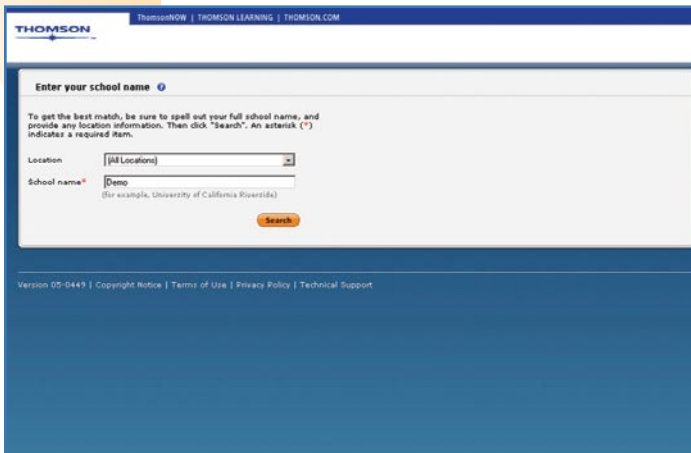 ThomsonNOW | THOMSON LEARNING | THOMSON.COM
THOMSON
Enter your school name
To get the best match, be sure to spell out your full school name, and
provide any location information. Then click "Search". An asterisk (*)
indicates a required item.
Location (All Locations)
School name* Demo
(for example, University of California Riverside)
Search
Version 05-0449 | Copyright Notice | Terms of Use | Privacy Policy | Technical Support